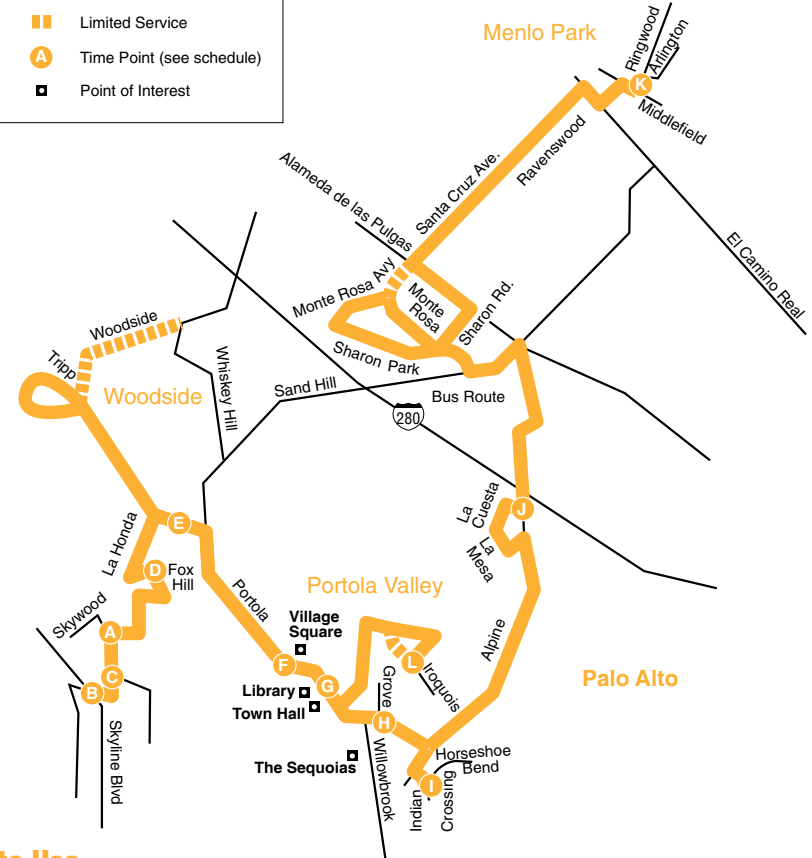 Limited Service
A Time Point (see schedule)
Point of Interest
Menlo Park
Ringwood
Arlington
K
Middlefield
Ravenswood
Santa Cruz Ave.
Alameda de las Pulgas
El Camino Real
Monte Rosa Avy
Monte
Rosa
Sharon Rd.
Sharon Park
Woodside
Tripp
Woodside
Whiskey Hill
Sand Hill
Bus Route
280
La
Cuesta
J
La
Mesa
E
La Honda
D
Fox
Hill
Skywood
A
C
B
Skyline Blvd
Portola
Portola Valley
Village
Square
F
G
Library
Town Hall
L
Iroquois
Grove
H
Willowbrook
The Sequoias
Alpine
Palo Alto
Horseshoe
Bend
I
Indian
Crossing